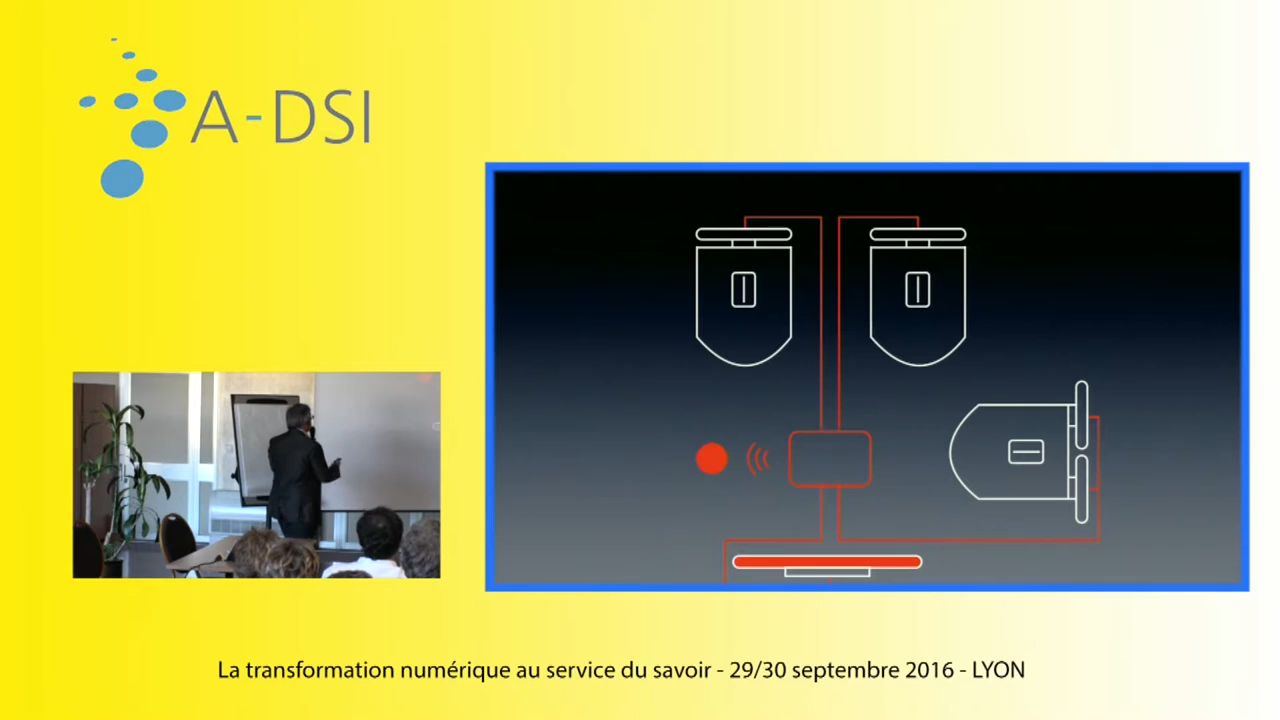 A-DSI
La transformation numérique au service du savoir - 29/30 septembre 2016 - LYON